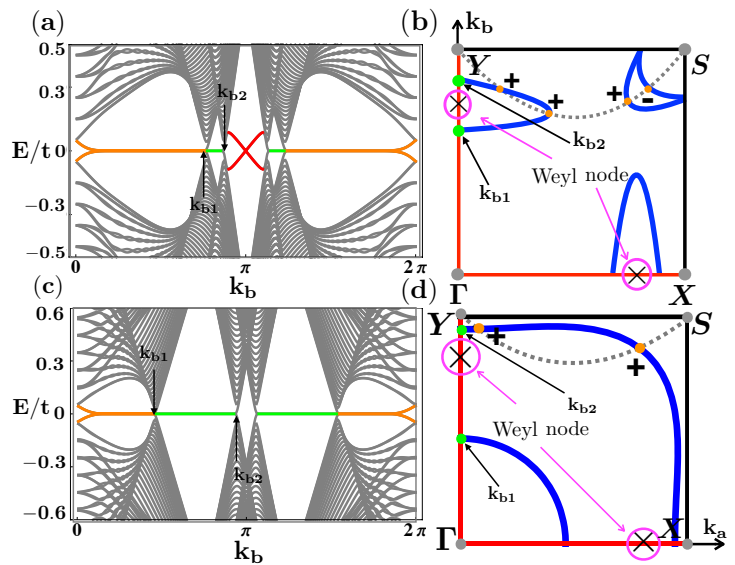 (a)
0.5
0.3
E/t 0
−0.3
−0.5
k_b2
k_b1
0
π
2π
k_b
(b)
k_b
Y
S
+
+
+
-
k_b2
k_b1
Weyl node
Γ
X
(c)
0.6
0.3
E/t 0
−0.3
−0.6
k_b1
k_b2
0
π
2π
k_b
(d)
Y
S
+
+
k_b2
Weyl node
k_b1
Γ
X
k_a